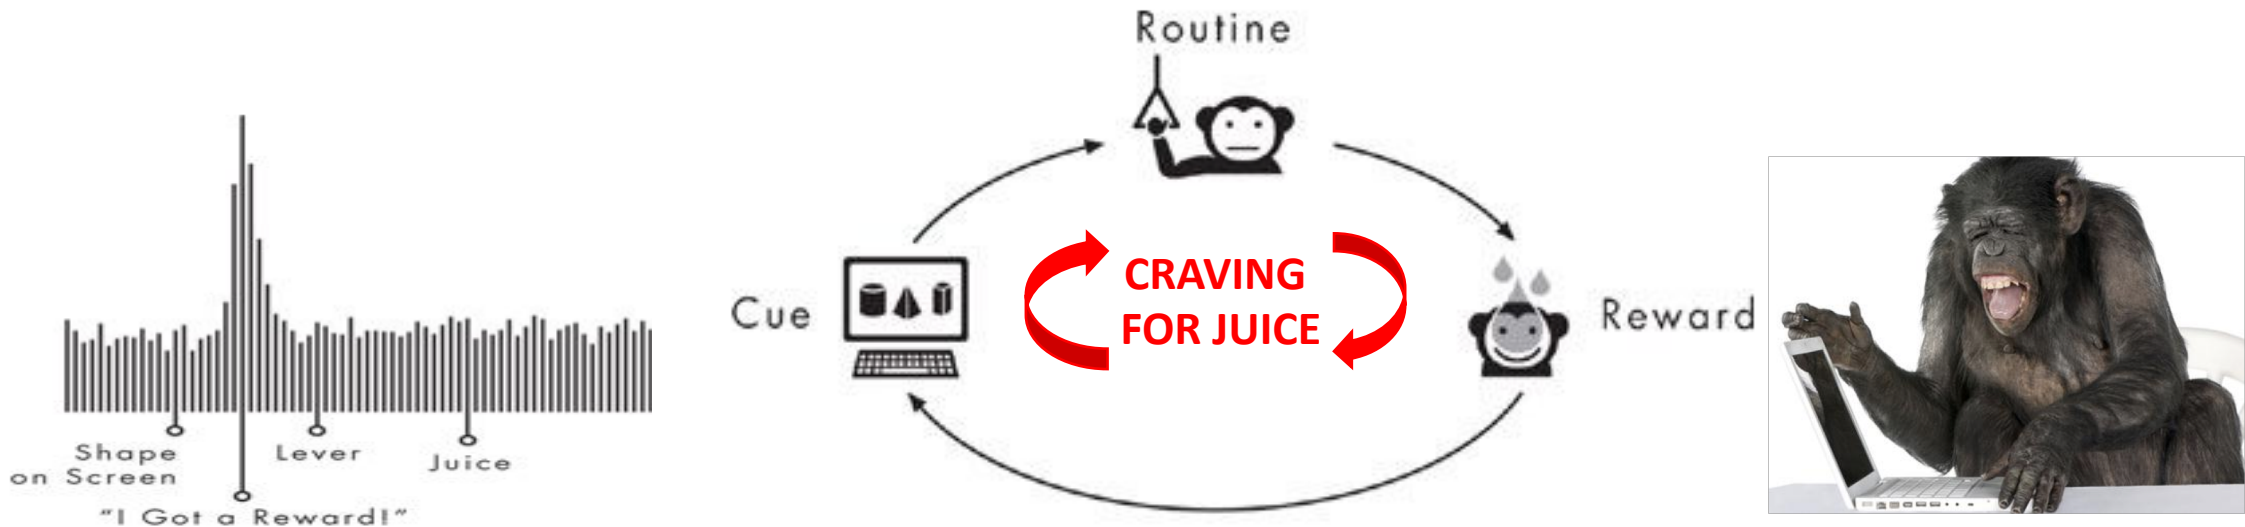 Shape
on Screen
Lever
Juice
"I Got a Reward!"
Routine
Cue
CRAVING
FOR JUICE
Reward